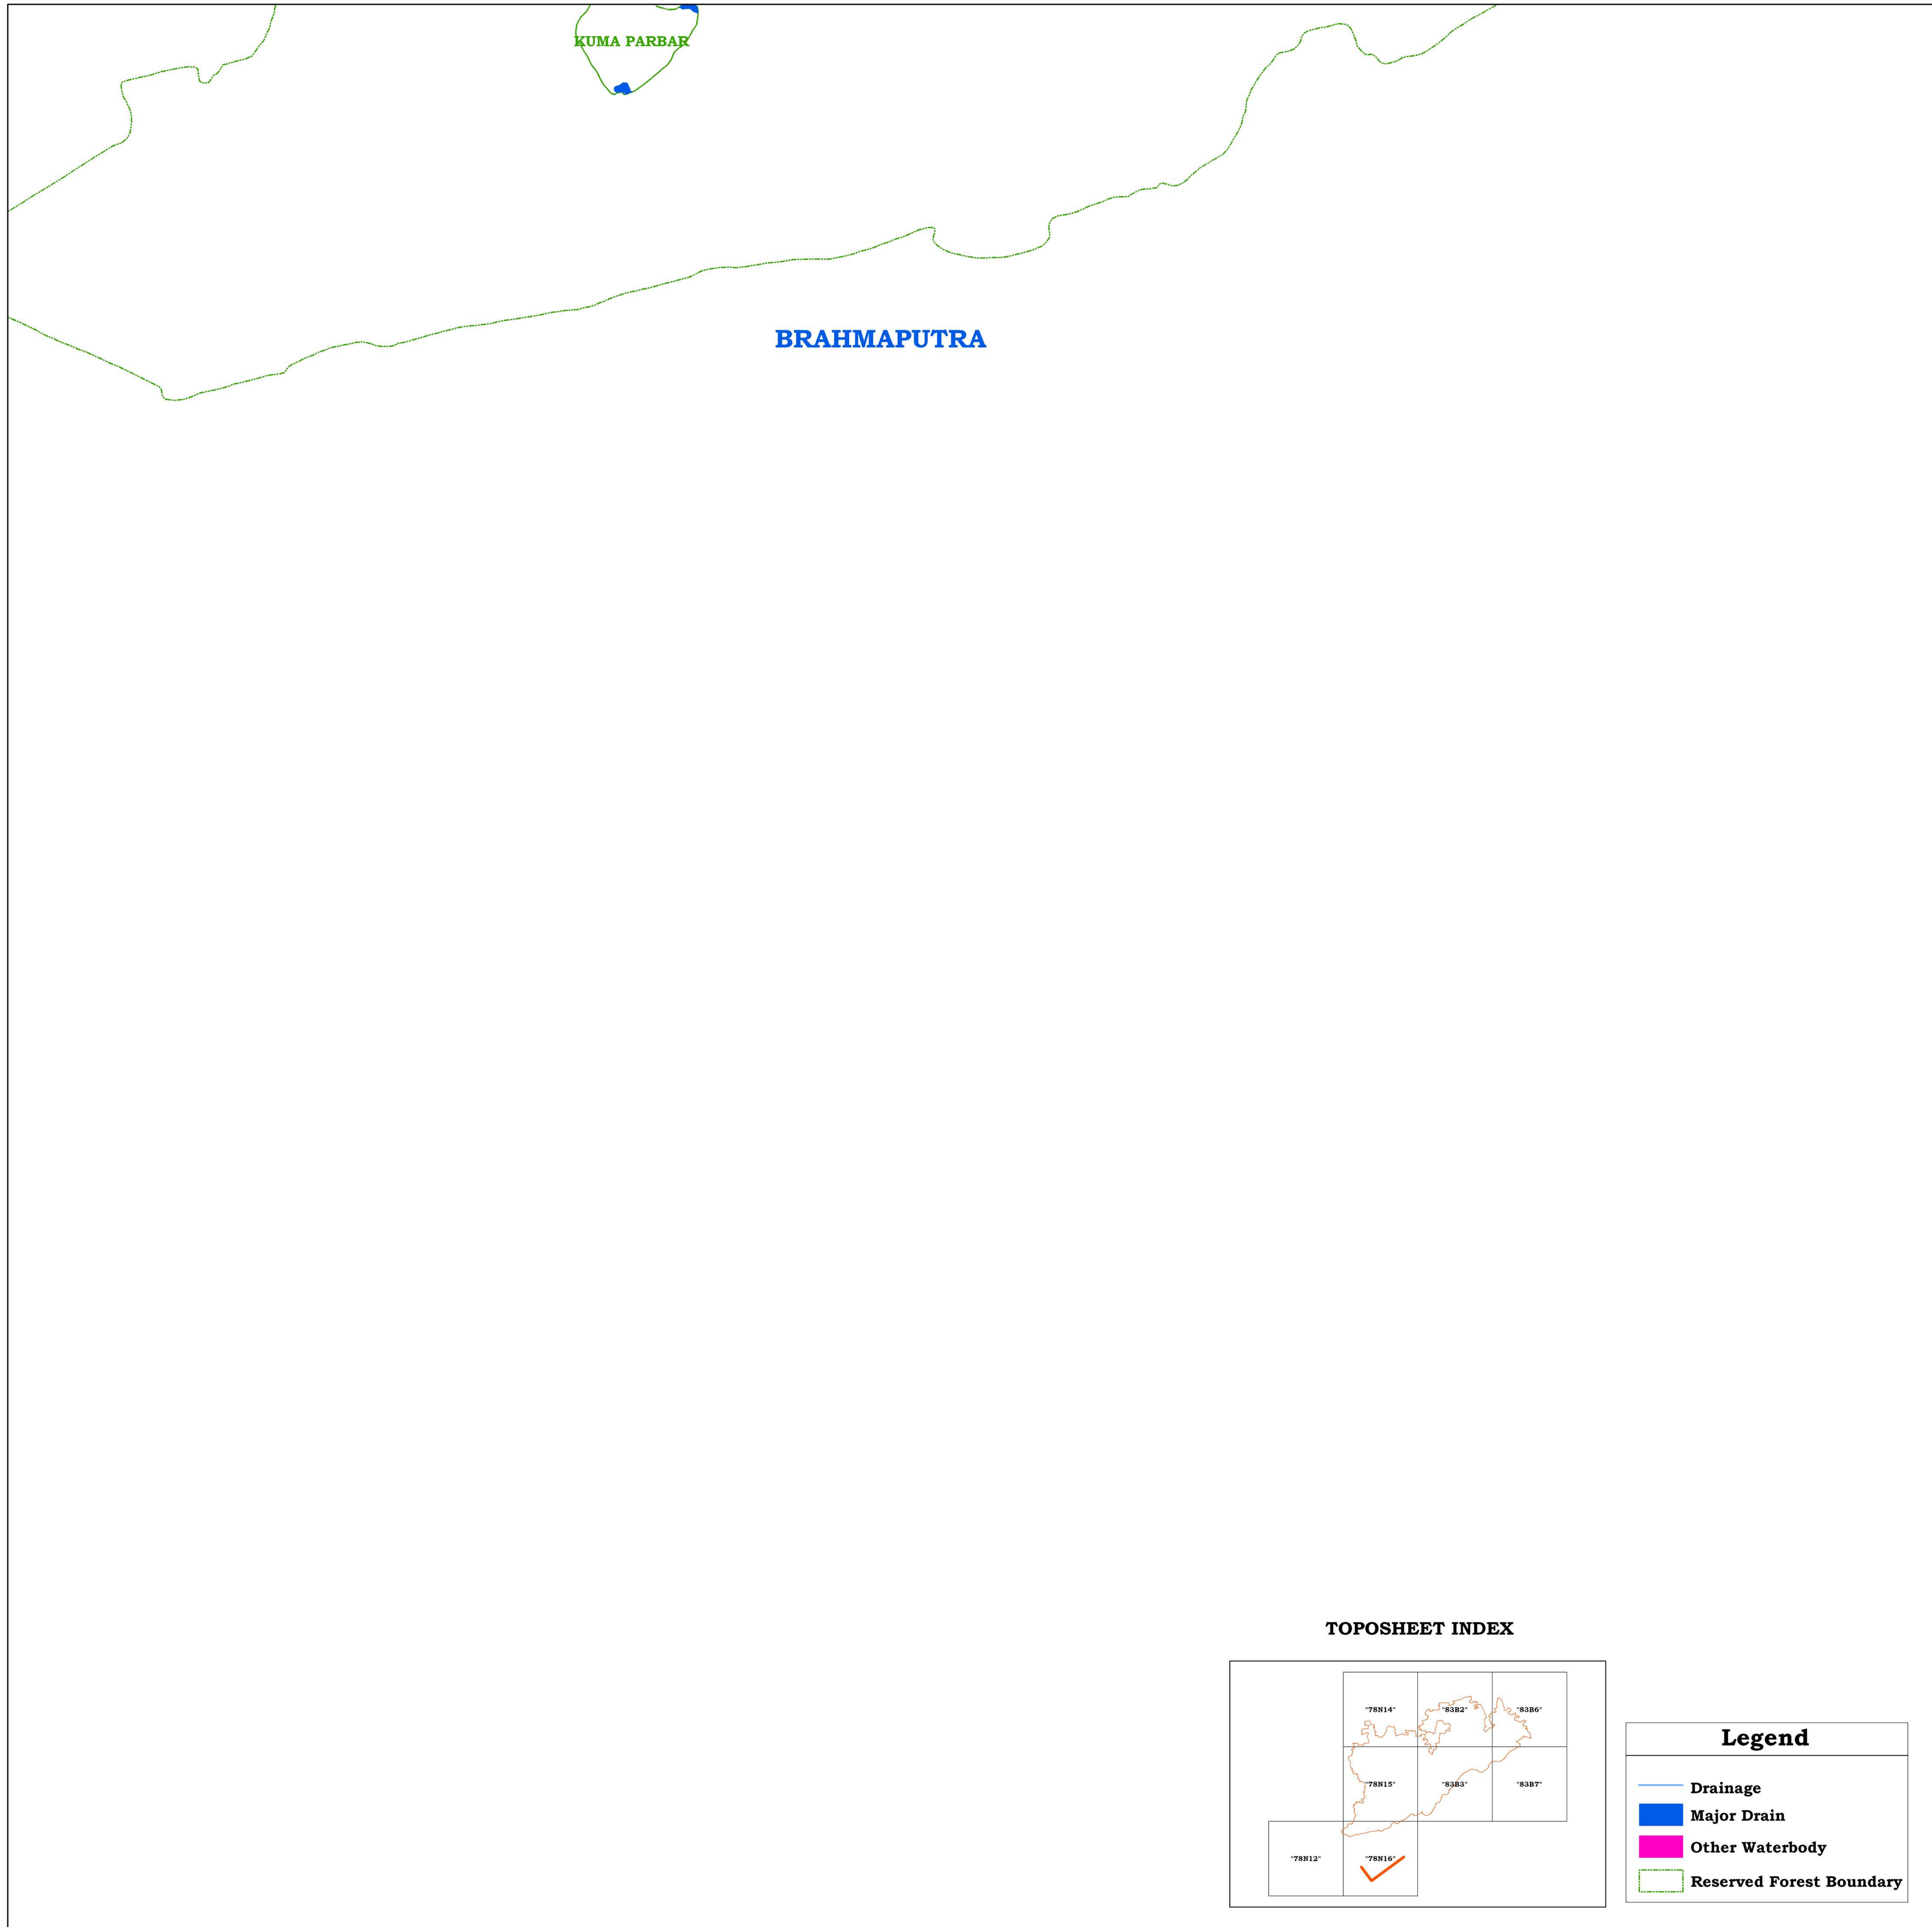 KUMA PARBAR
BRAHMAPUTRA
TOPOSHEET INDEX
"78N14" "83B2" "83B6"
"78N15" "83B3" "83B7"
"78N12" "78N16"
Legend
Drainage
Major Drain
Other Waterbody
Reserved Forest Boundary